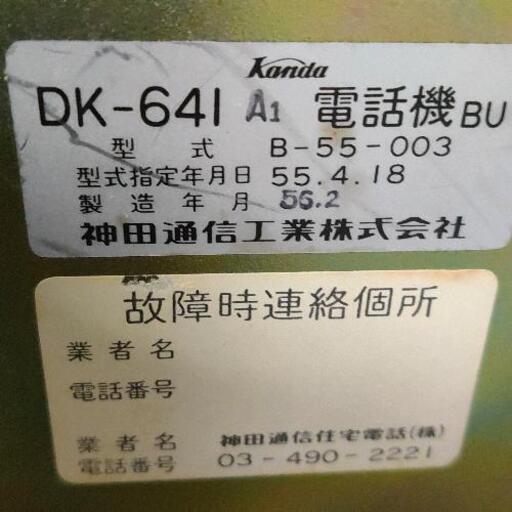 Kanda
DK-641 A1 電話機 BU
型式 B-55-003
型式指定年月日 55.4.18
製造年月 56.2
神田通信工業株式会社
故障時連絡個所
業者名
電話番号
業者名 神田通信住宅電話(株)
電話番号 03-490-2221